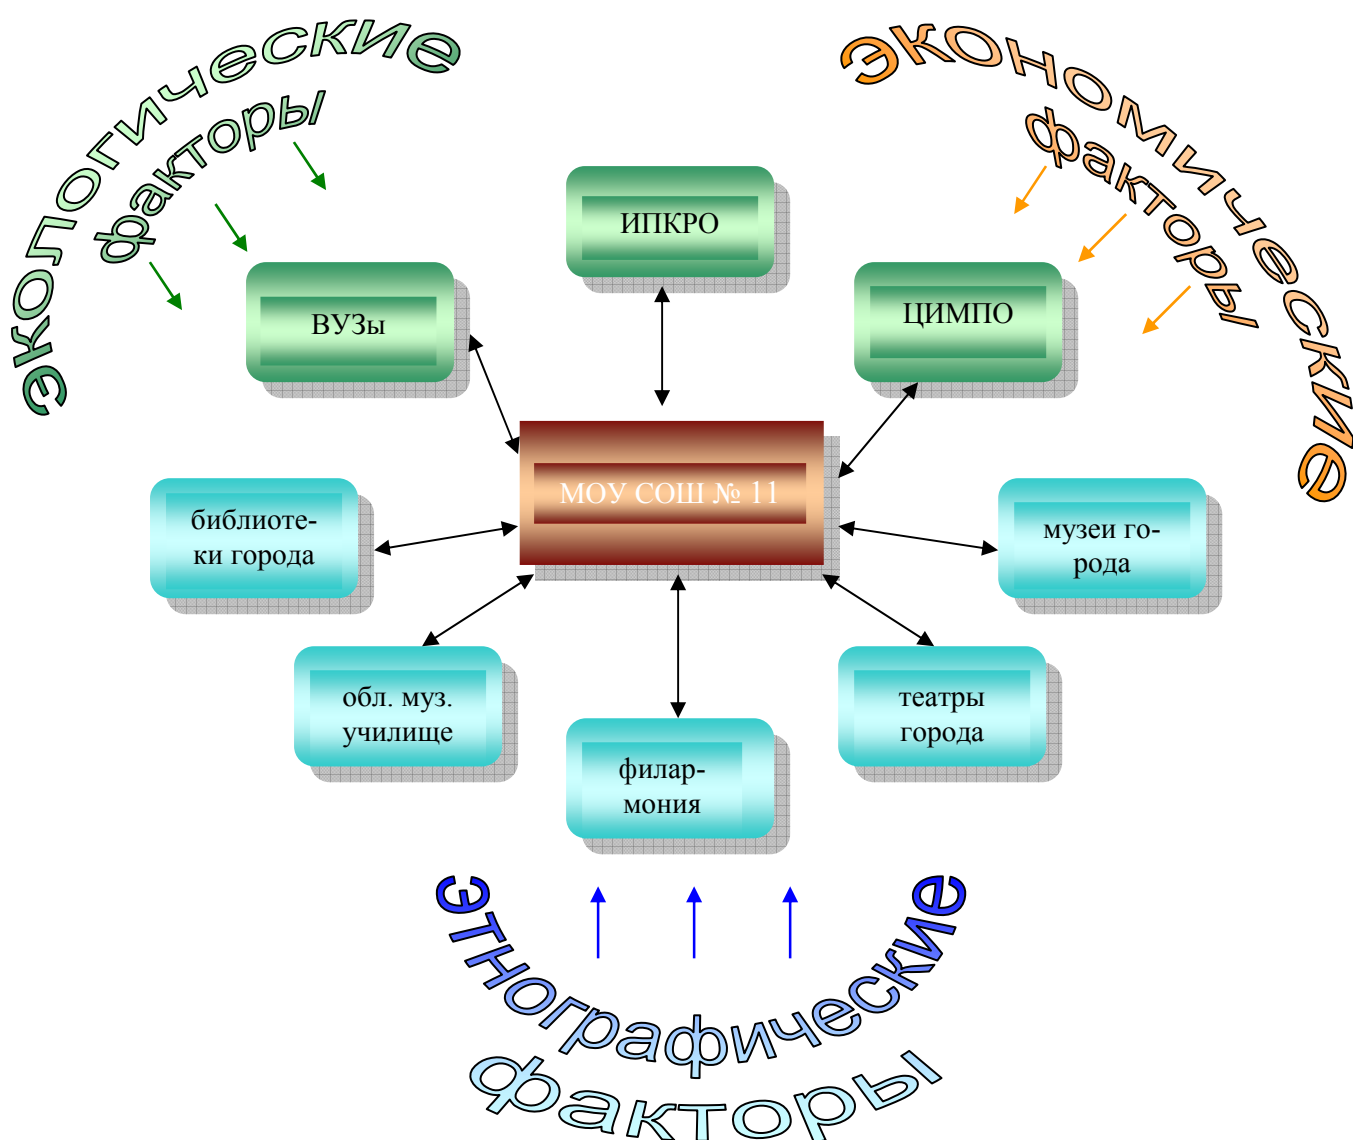 экологические
факторы
экономические
факторы
ИПКРО
ВУЗы
ЦИМПО
МОУ СОШ № 11
библиоте-
ки города
музеи го-
рода
обл. муз.
училище
театры
города
филар-
мония
этнографические
факторы